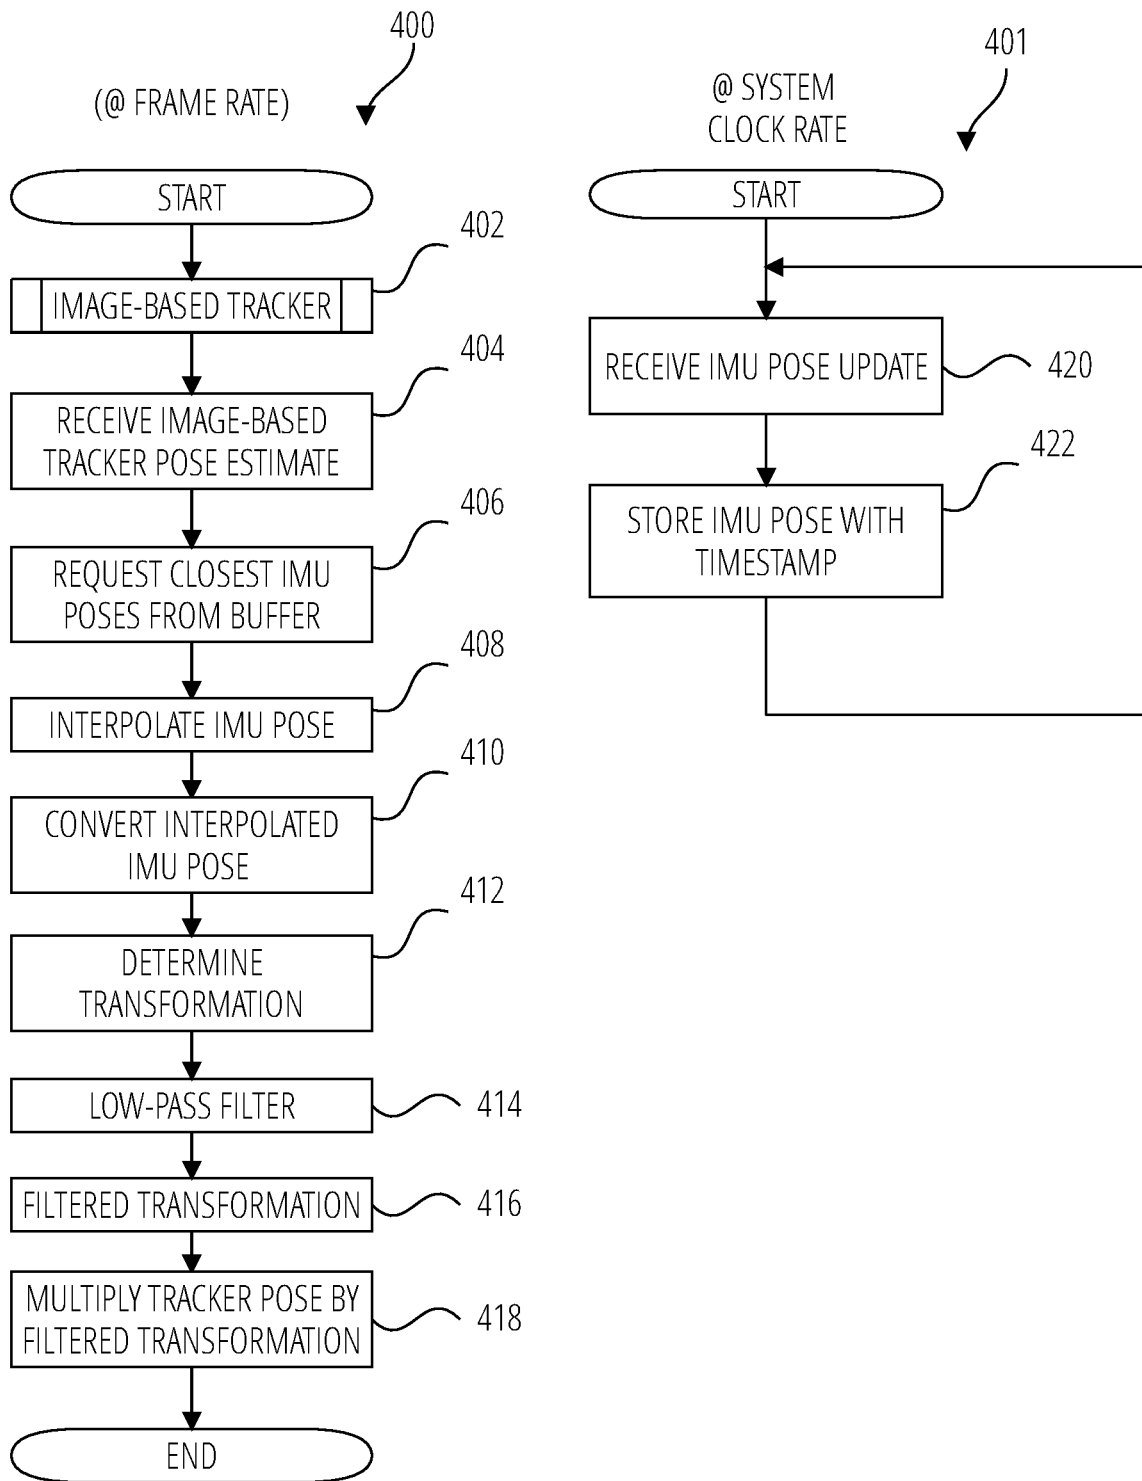 400
(@ FRAME RATE)
START
402
IMAGE-BASED TRACKER
404
RECEIVE IMAGE-BASED
TRACKER POSE ESTIMATE
406
REQUEST CLOSEST IMU
POSES FROM BUFFER
408
INTERPOLATE IMU POSE
410
CONVERT INTERPOLATED
IMU POSE
412
DETERMINE
TRANSFORMATION
LOW-PASS FILTER
414
FILTERED TRANSFORMATION
416
MULTIPLY TRACKER POSE BY
FILTERED TRANSFORMATION
418
END
401
@ SYSTEM
CLOCK RATE
START
RECEIVE IMU POSE UPDATE
420
422
STORE IMU POSE WITH
TIMESTAMP